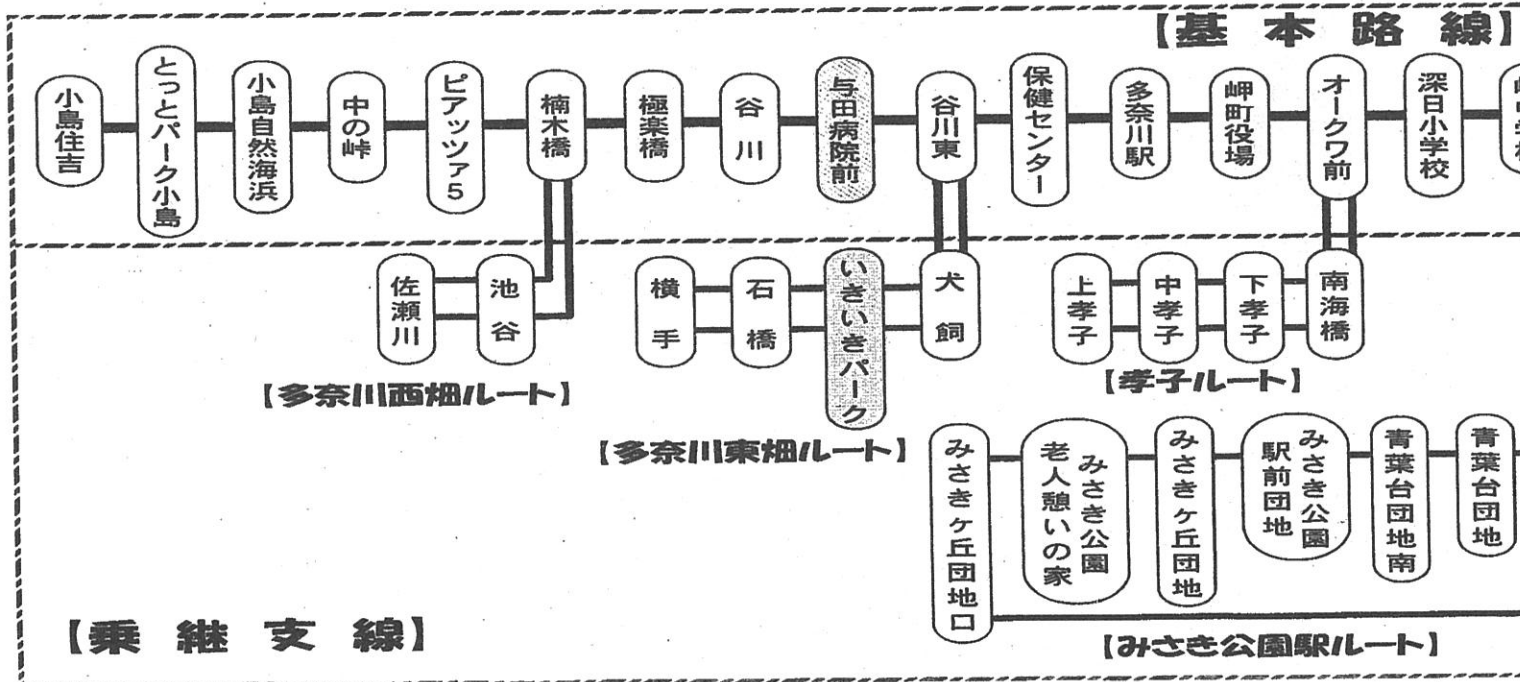 【基本路線】
小島住吉
とっとパーク小島
小島自然海浜
中の峠
ピアッツァ5
楠木橋
極楽橋
谷川
与田病院前
谷川東
保健センター
多奈川駅
岬町役場
オークワ前
深日小学校
佐瀬川
池谷
【多奈川西畑ルート】
横手
石橋
いきいきパーク
犬飼
【多奈川東畑ルート】
上孝子
中孝子
下孝子
南海橋
【孝子ルート】
みさきヶ丘団地口
みさき公園
老人憩いの家
みさきヶ丘団地
みさき公園
駅前団地
青葉台団地南
青葉台団地
【みさき公園駅ルート】
【乗継支線】